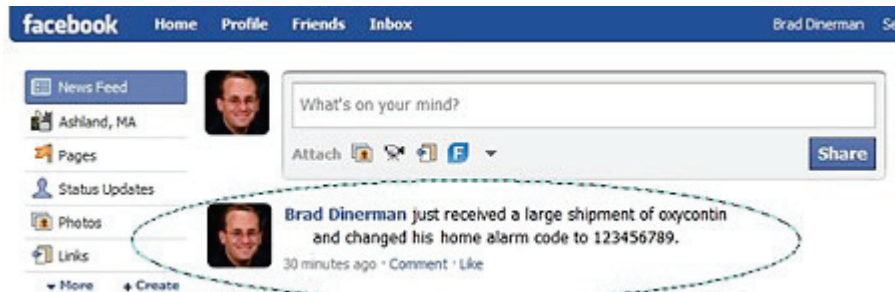 facebook Home Profile Friends Inbox Brad Dinerman
News Feed
Ashland, MA
Pages
Status Updates
Photos
Links
More Create
What's on your mind?
Attach
Share
Brad Dinerman just received a large shipment of oxycontin
and changed his home alarm code to 123456789.
30 minutes ago · Comment · Like